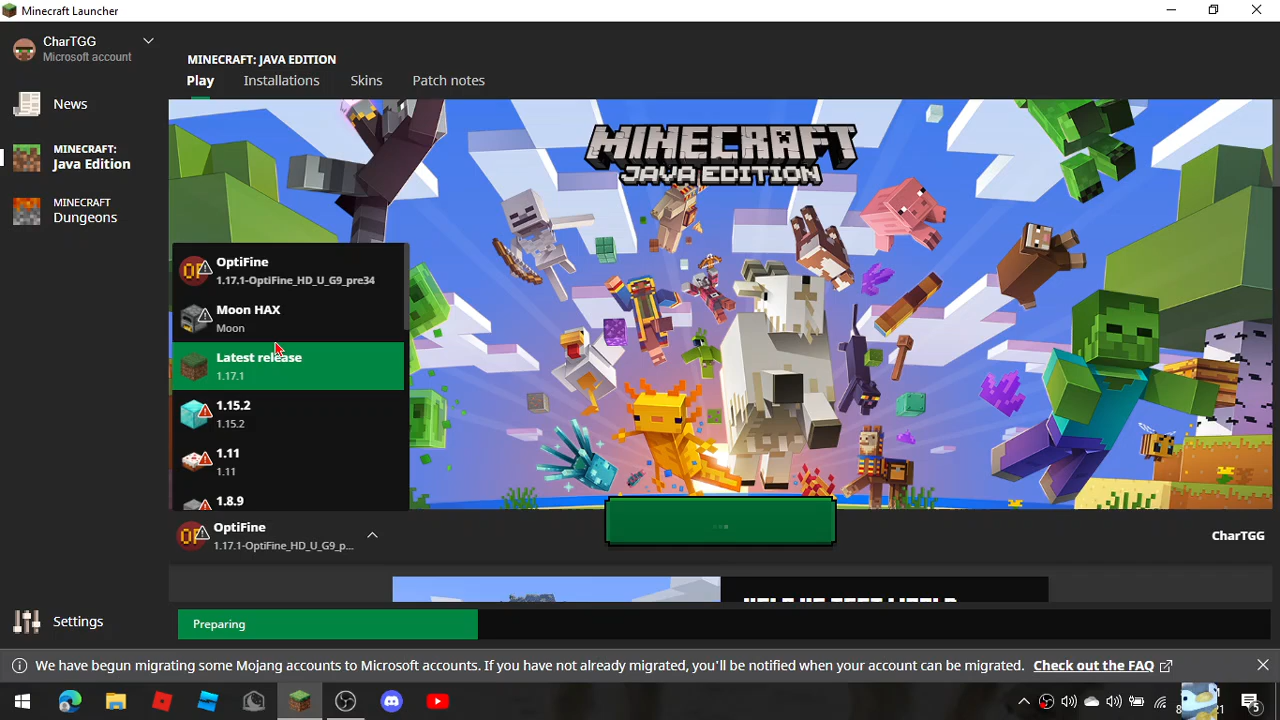 Minecraft Launcher
CharTGG
Microsoft account
News
MINECRAFT:
Java Edition
MINECRAFT
Dungeons
Settings
MINECRAFT: JAVA EDITION
Play Installations Skins Patch notes
MINECRAFT
JAVA EDITION
OptiFine
1.17.1-OptiFine_HD_U_G9_pre34
Moon HAX
Moon
Latest release
1.17.1
1.15.2
1.15.2
1.11
1.11
1.8.9
OptiFine
1.17.1-OptiFine_HD_U_G9_p...
CharTGG
Preparing
We have begun migrating some Mojang accounts to Microsoft accounts. If you have not already migrated, you'll be notified when your account can be migrated. Check out the FAQ
5